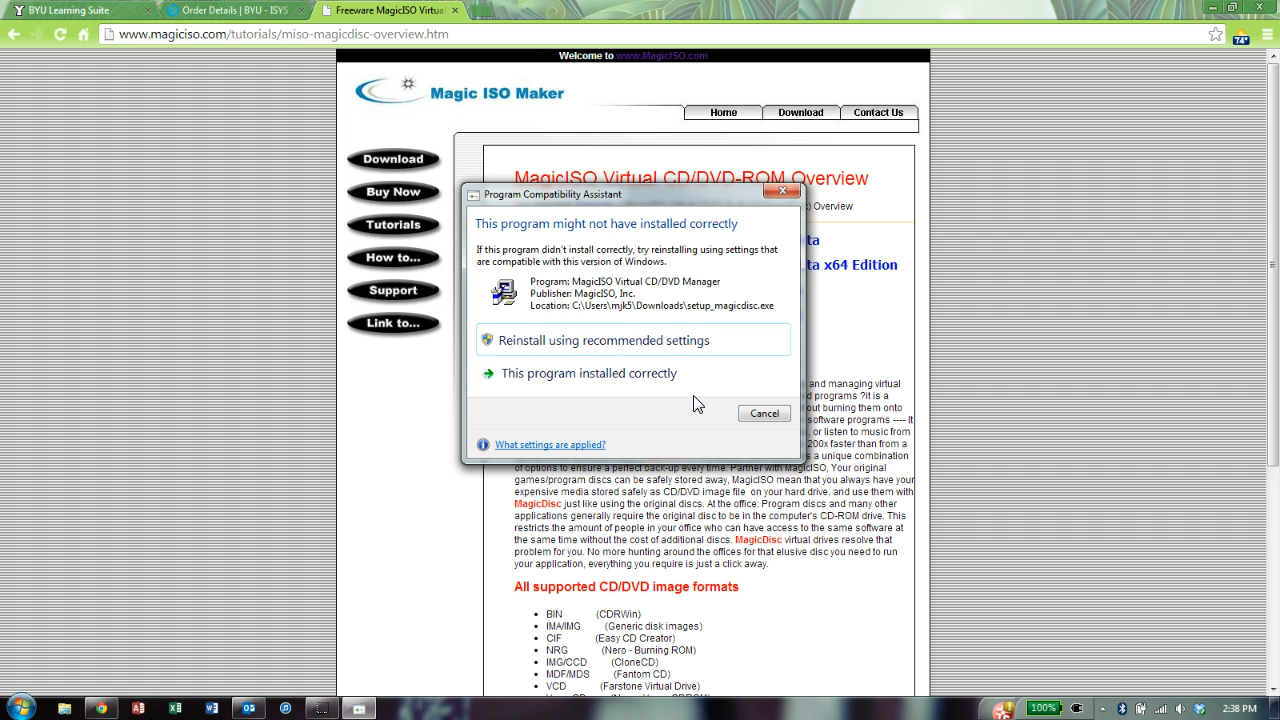 BYU Learning Suite
Order Details | BYU - ISYS
Freeware MagicISO Virtual
www.magiciso.com/tutorials/miso-magicdisc-overview.htm
74°
Welcome to www.MagicISO.com
Magic ISO Maker
Home
Download
Contact Us
Download
Buy Now
Tutorials
How to...
Support
Link to...
MagicISO Virtual CD/DVD-ROM Overview
) Overview
ta
ta x64 Edition
Program Compatibility Assistant
This program might not have installed correctly
If this program didn't install correctly, try reinstalling using settings that
are compatible with this version of Windows.
Program: MagicISO Virtual CD/DVD Manager
Publisher: MagicISO, Inc.
Location: C:\Users\mjk5\Downloads\setup_magicdisc.exe
Reinstall using recommended settings
This program installed correctly
Cancel
What settings are applied?
and managing virtual
d programs ?it is a
out burning them onto
software programs ---- it
, or listen to music from
200x faster than from a
s a unique combination
of options to ensure a perfect back-up every time. Partner with MagicISO, Your original
games/program discs can be safely stored away, MagicISO mean that you always have your
expensive media stored safely as CD/DVD image file on your hard drive, and use them with
MagicDisc just like using the original discs. At the office: Program discs and many other
applications generally require the original disc to be in the computer's CD-ROM drive. This
restricts the amount of people in your office who can have access to the same software at
the same time without the cost of additional discs. MagicDisc virtual drives resolve that
problem for you. No more hunting around the offices for that elusive disc you need to run
your application, everything you require is just a click away.
All supported CD/DVD image formats
• BIN (CDRWin)
• IMA/IMG (Generic disk images)
• CIF (Easy CD Creator)
• NRG (Nero - Burning ROM)
• IMG/CCD (CloneCD)
• MDF/MDS (Fantom CD)
• VCD (Farstone Virtual Drive)
100%
2:38 PM